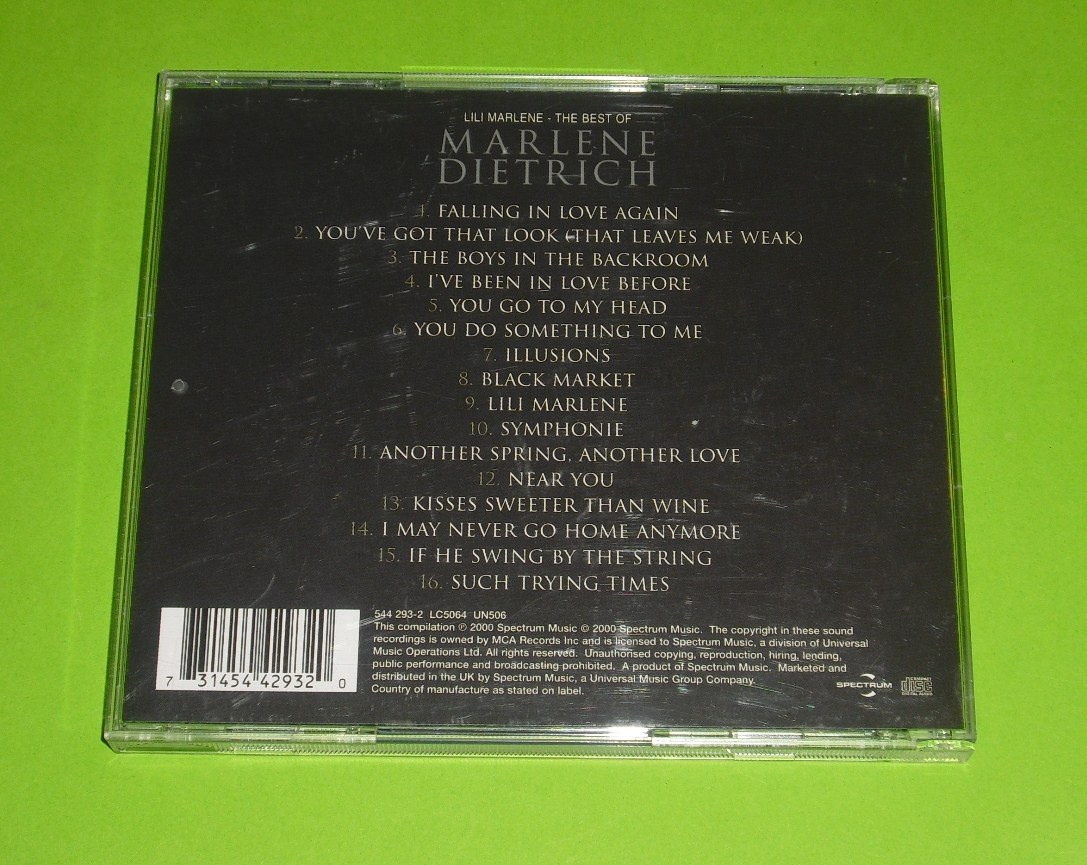 LILI MARLENE - THE BEST OF
MARLENE
DIETRICH
1. FALLING IN LOVE AGAIN
2. YOU'VE GOT THAT LOOK (THAT LEAVES ME WEAK)
3. THE BOYS IN THE BACKROOM
4. I'VE BEEN IN LOVE BEFORE
5. YOU GO TO MY HEAD
6. YOU DO SOMETHING TO ME
7. ILLUSIONS
8. BLACK MARKET
9. LILI MARLENE
10. SYMPHONIE
11. ANOTHER SPRING, ANOTHER LOVE
12. NEAR YOU
13. KISSES SWEETER THAN WINE
14. I MAY NEVER GO HOME ANYMORE
15. IF HE SWING BY THE STRING
16. SUCH TRYING TIMES
544 293-2 LC5064 UN506
This compilation ℗ 2000 Spectrum Music © 2000 Spectrum Music. The copyright in these sound
recordings is owned by MCA Records Inc and is licensed to Spectrum Music, a division of Universal
Music Operations Ltd. All rights reserved. Unauthorised copying, reproduction, hiring, lending,
public performance and broadcasting prohibited. A product of Spectrum Music. Marketed and
distributed in the UK by Spectrum Music, a Universal Music Group Company.
Country of manufacture as stated on label.
7 31454 42932 0
SPECTRUM
COMPACT
disc
DIGITAL AUDIO